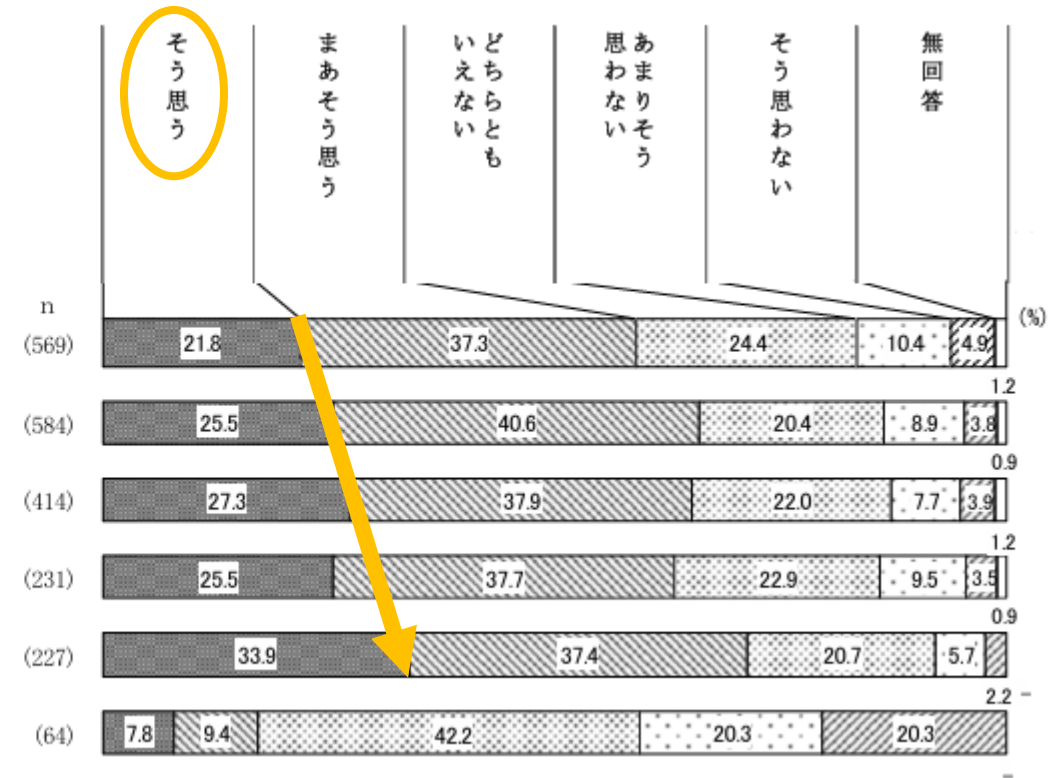 そう思う
まあそう思う
どちらとも
いえない
あまりそう
思わない
そう思わない
無回答
n
(%)
(569) 21.8 37.3 24.4 10.4 4.9
1.2
(584) 25.5 40.6 20.4 8.9 3.8
0.9
(414) 27.3 37.9 22.0 7.7 3.9
1.2
(231) 25.5 37.7 22.9 9.5 3.5
0.9
(227) 33.9 37.4 20.7 5.7
2.2 -
(64) 7.8 9.4 42.2 20.3 20.3
-